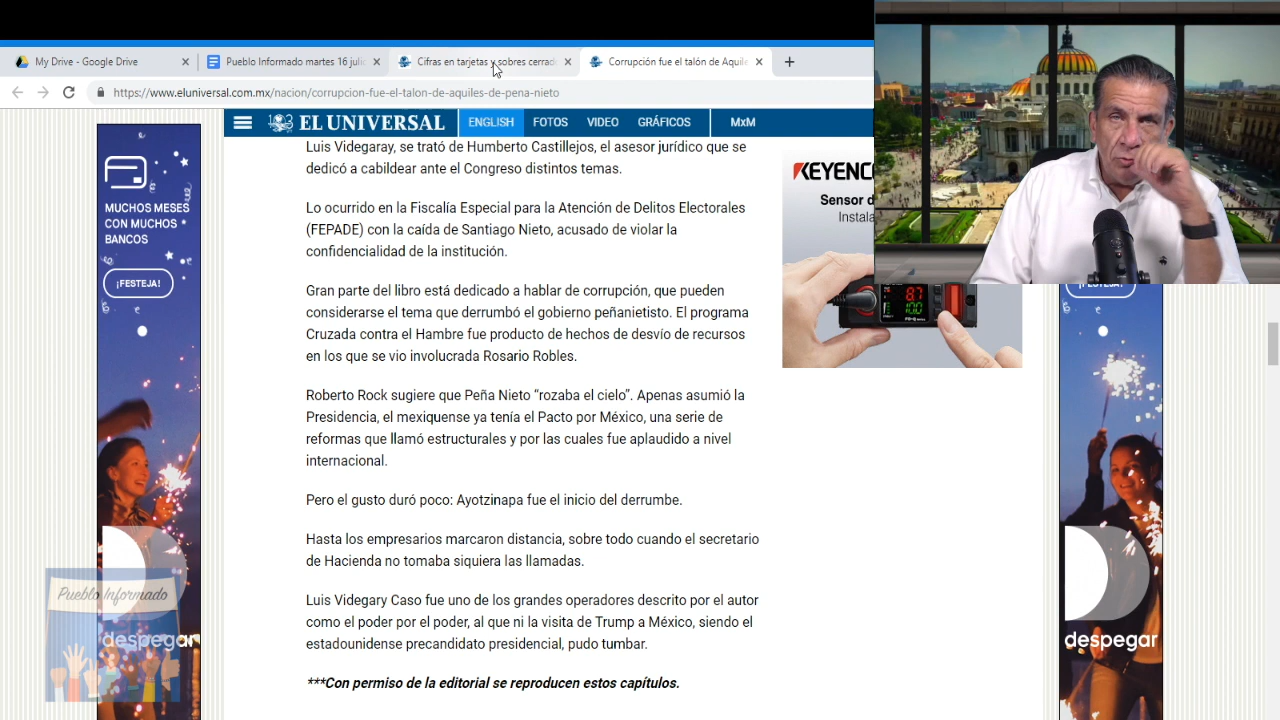 My Drive - Google Drive
Pueblo Informado martes 16 juli
Cifras en tarjetas y sobres cerrado
Corrupción fue el talón de Aquile
https://www.eluniversal.com.mx/nacion/corrupcion-fue-el-talon-de-aquiles-de-pena-nieto
EL UNIVERSAL
ENGLISH
FOTOS
VIDEO
GRÁFICOS
MxM
Luis Videgaray, se trató de Humberto Castillejos, el asesor jurídico que se
dedicó a cabildear ante el Congreso distintos temas.
Lo ocurrido en la Fiscalía Especial para la Atención de Delitos Electorales
(FEPADE) con la caída de Santiago Nieto, acusado de violar la
confidencialidad de la institución.
Gran parte del libro está dedicado a hablar de corrupción, que pueden
considerarse el tema que derrumbó el gobierno peñanietisto. El programa
Cruzada contra el Hambre fue producto de hechos de desvío de recursos
en los que se vio involucrada Rosario Robles.
Roberto Rock sugiere que Peña Nieto “rozaba el cielo”. Apenas asumió la
Presidencia, el mexiquense ya tenía el Pacto por México, una serie de
reformas que llamó estructurales y por las cuales fue aplaudido a nivel
internacional.
Pero el gusto duró poco: Ayotzinapa fue el inicio del derrumbe.
Hasta los empresarios marcaron distancia, sobre todo cuando el secretario
de Hacienda no tomaba siquiera las llamadas.
Luis Videgary Caso fue uno de los grandes operadores descrito por el autor
como el poder por el poder, al que ni la visita de Trump a México, siendo el
estadounidense precandidato presidencial, pudo tumbar.
***Con permiso de la editorial se reproducen estos capítulos.
MUCHOS MESES
CON MUCHOS
BANCOS
¡FESTEJA!
Pueblo Informado
despegar
KEYENC
Sensor d
Instala
8.7
10.0
¡FESTEJA!
despegar